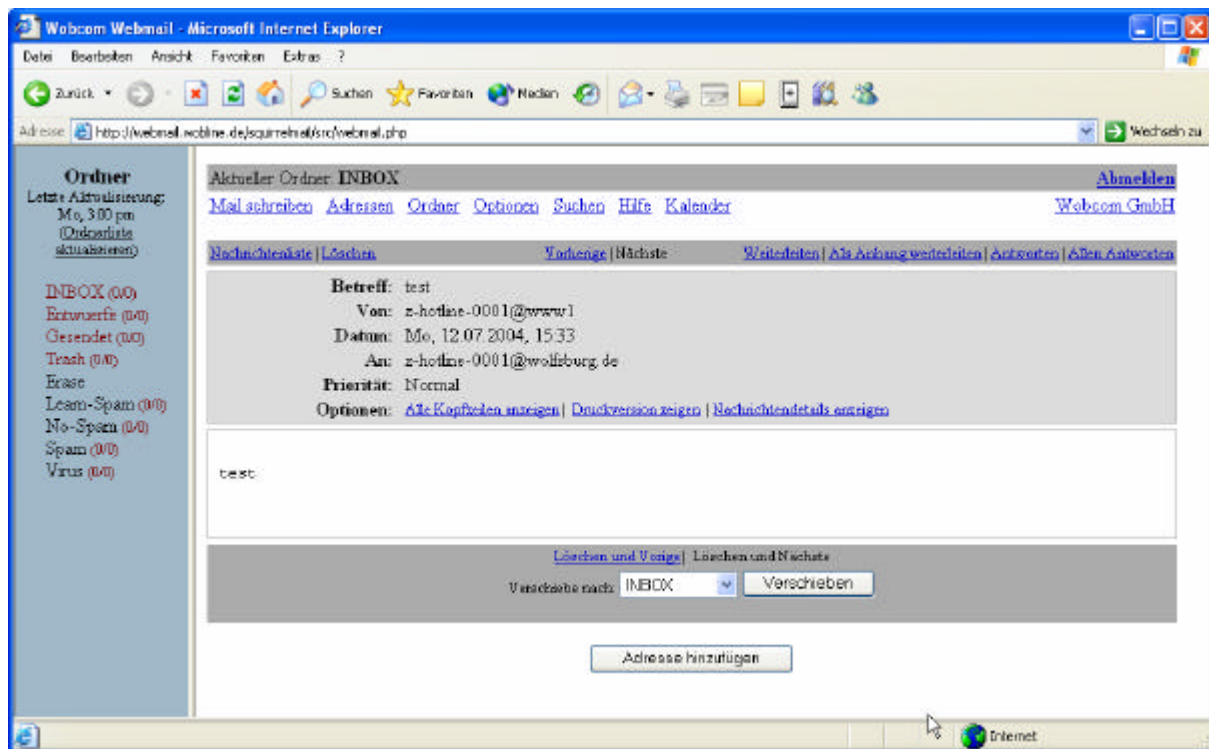 Wobcom Webmail - Microsoft Internet Explorer
Datei Bearbeiten Ansicht Favoriten Extras ?
Zurück Suchen Favoriten Medien
Adresse http://webmail.wobline.de/squirrelmail/src/webmail.php Wechseln zu
Ordner
Letzte Aktualisierung:
Mo, 3:00 pm
(Ordnerliste
aktualisieren)
INBOX (0/0)
Entwuerfe (0/0)
Gesendet (0/0)
Trash (0/0)
Erase
Learn-Spam (0/0)
No-Spam (0/0)
Spam (0/0)
Virus (0/0)
Aktueller Ordner: INBOX Abmelden
Mail schreiben Adressen Ordner Optionen Suchen Hilfe Kalender Wobcom GmbH
Nachrichtenliste | Löschen Vorherige | Nächste Weiterleiten | Als Anhang weiterleiten | Antworten | Allen Antworten
Betreff: test
Von: z-hotline-0001@www1
Datum: Mo, 12.07.2004, 15:33
An: z-hotline-0001@wolfsburg.de
Priorität: Normal
Optionen: Alle Kopfzeilen anzeigen | Druckversion zeigen | Nachrichtendetails anzeigen
test
Löschen und Vorige | Löschen und Nächste
Verschiebe nach: INBOX Verschieben
Adresse hinzufügen
Internet